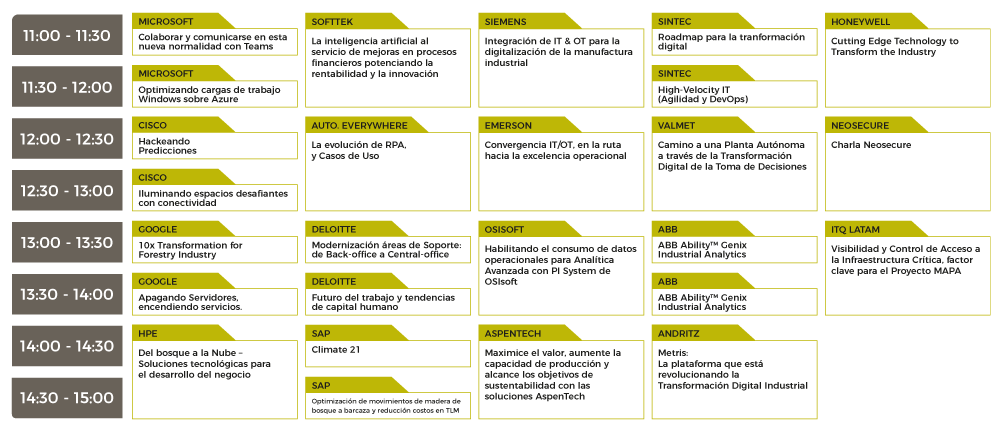 11:00 - 11:30
MICROSOFT
Colaborar y comunicarse en esta
nueva normalidad con Teams
SOFTTEK
La inteligencia artificial al
servicio de mejoras en procesos
financieros potenciando la
rentabilidad y la innovación
SIEMENS
Integración de IT & OT para la
digitalización de la manufactura
industrial
SINTEC
Roadmap para la tranformación
digital
HONEYWELL
Cutting Edge Technology to
Transform the Industry
11:30 - 12:00
MICROSOFT
Optimizando cargas de trabajo
Windows sobre Azure
SINTEC
High-Velocity IT
(Agilidad y DevOps)
12:00 - 12:30
CISCO
Hackeando
Predicciones
AUTO. EVERYWHERE
La evolución de RPA,
y Casos de Uso
EMERSON
Convergencia IT/OT, en la ruta
hacia la excelencia operacional
VALMET
Camino a una Planta Autónoma
a través de la Transformación
Digital de la Toma de Decisiones
NEOSECURE
Charla Neosecure
12:30 - 13:00
CISCO
Iluminando espacios desafiantes
con conectividad
13:00 - 13:30
GOOGLE
10x Transformation for
Forestry Industry
DELOITTE
Modernización áreas de Soporte:
de Back-office a Central-office
OSISOFT
Habilitando el consumo de datos
operacionales para Analítica
Avanzada con PI System de
OSIsoft
ABB
ABB Ability™ Genix
Industrial Analytics
ITQ LATAM
Visibilidad y Control de Acceso a
la Infraestructura Crítica, factor
clave para el Proyecto MAPA
13:30 - 14:00
GOOGLE
Apagando Servidores,
encendiendo servicios.
DELOITTE
Futuro del trabajo y tendencias
de capital humano
ABB
ABB Ability™ Genix
Industrial Analytics
14:00 - 14:30
HPE
Del bosque a la Nube –
Soluciones tecnológicas para
el desarrollo del negocio
SAP
Climate 21
ASPENTECH
Maximice el valor, aumente la
capacidad de producción y
alcance los objetivos de
sustentabilidad con las
soluciones AspenTech
ANDRITZ
Metris:
La plataforma que está
revolucionando la
Transformación Digital Industrial
14:30 - 15:00
SAP
Optimización de movimientos de madera de
bosque a barcaza y reducción costos en TLM